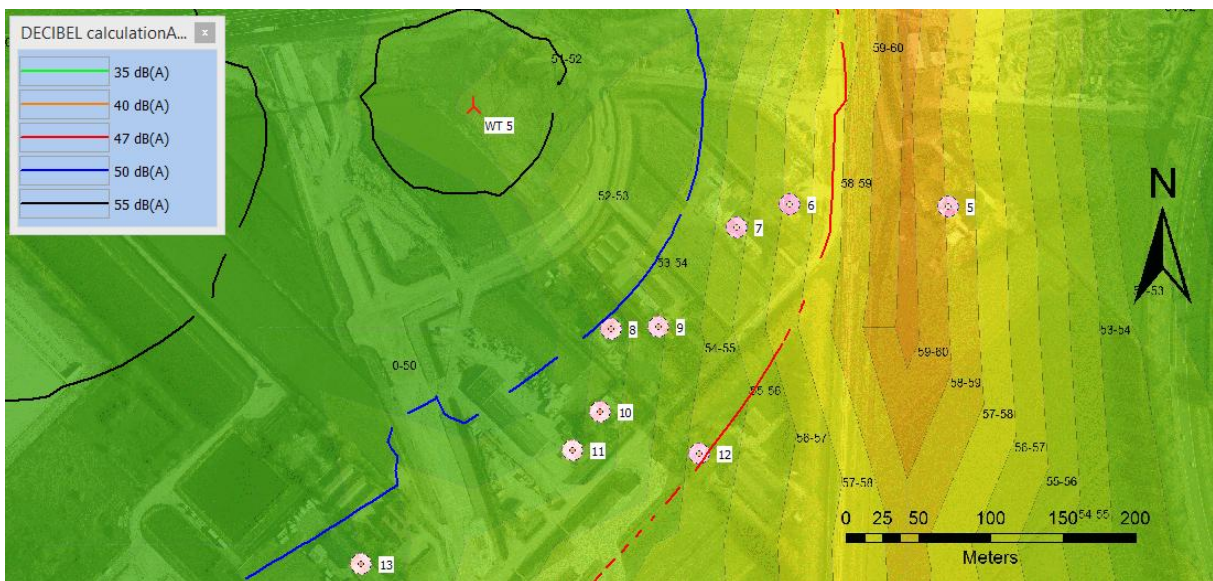 DECIBEL calculationA...
x
35 dB(A)
40 dB(A)
47 dB(A)
50 dB(A)
55 dB(A)
51-52
WT 5
59-60
52-53
58-59
6
5
7
N
53-54
8
9
53-54
0-50
54-55
59-60
55-56
58-59
10
57-58
11
12
56-57
56-57
57-58
55-56
54 55
0 25 50 100 150 200
Meters
13